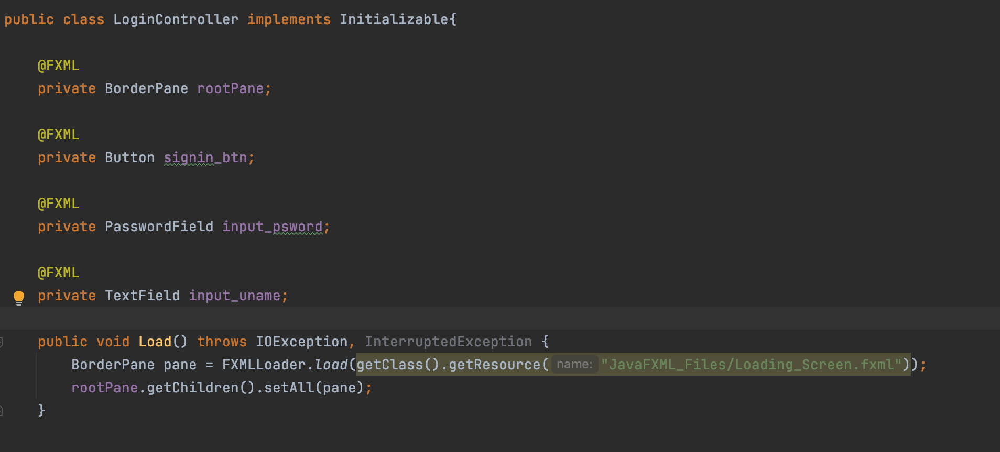 public class LoginController implements Initializable{
@FXML
private BorderPane rootPane;
@FXML
private Button signin_btn;
@FXML
private PasswordField input_psword;
@FXML
private TextField input_uname;
public void Load() throws IOException, InterruptedException {
BorderPane pane = FXMLLoader.load(getClass().getResource( name: "JavaFXML_Files/Loading_Screen.fxml"));
rootPane.getChildren().setAll(pane);
}